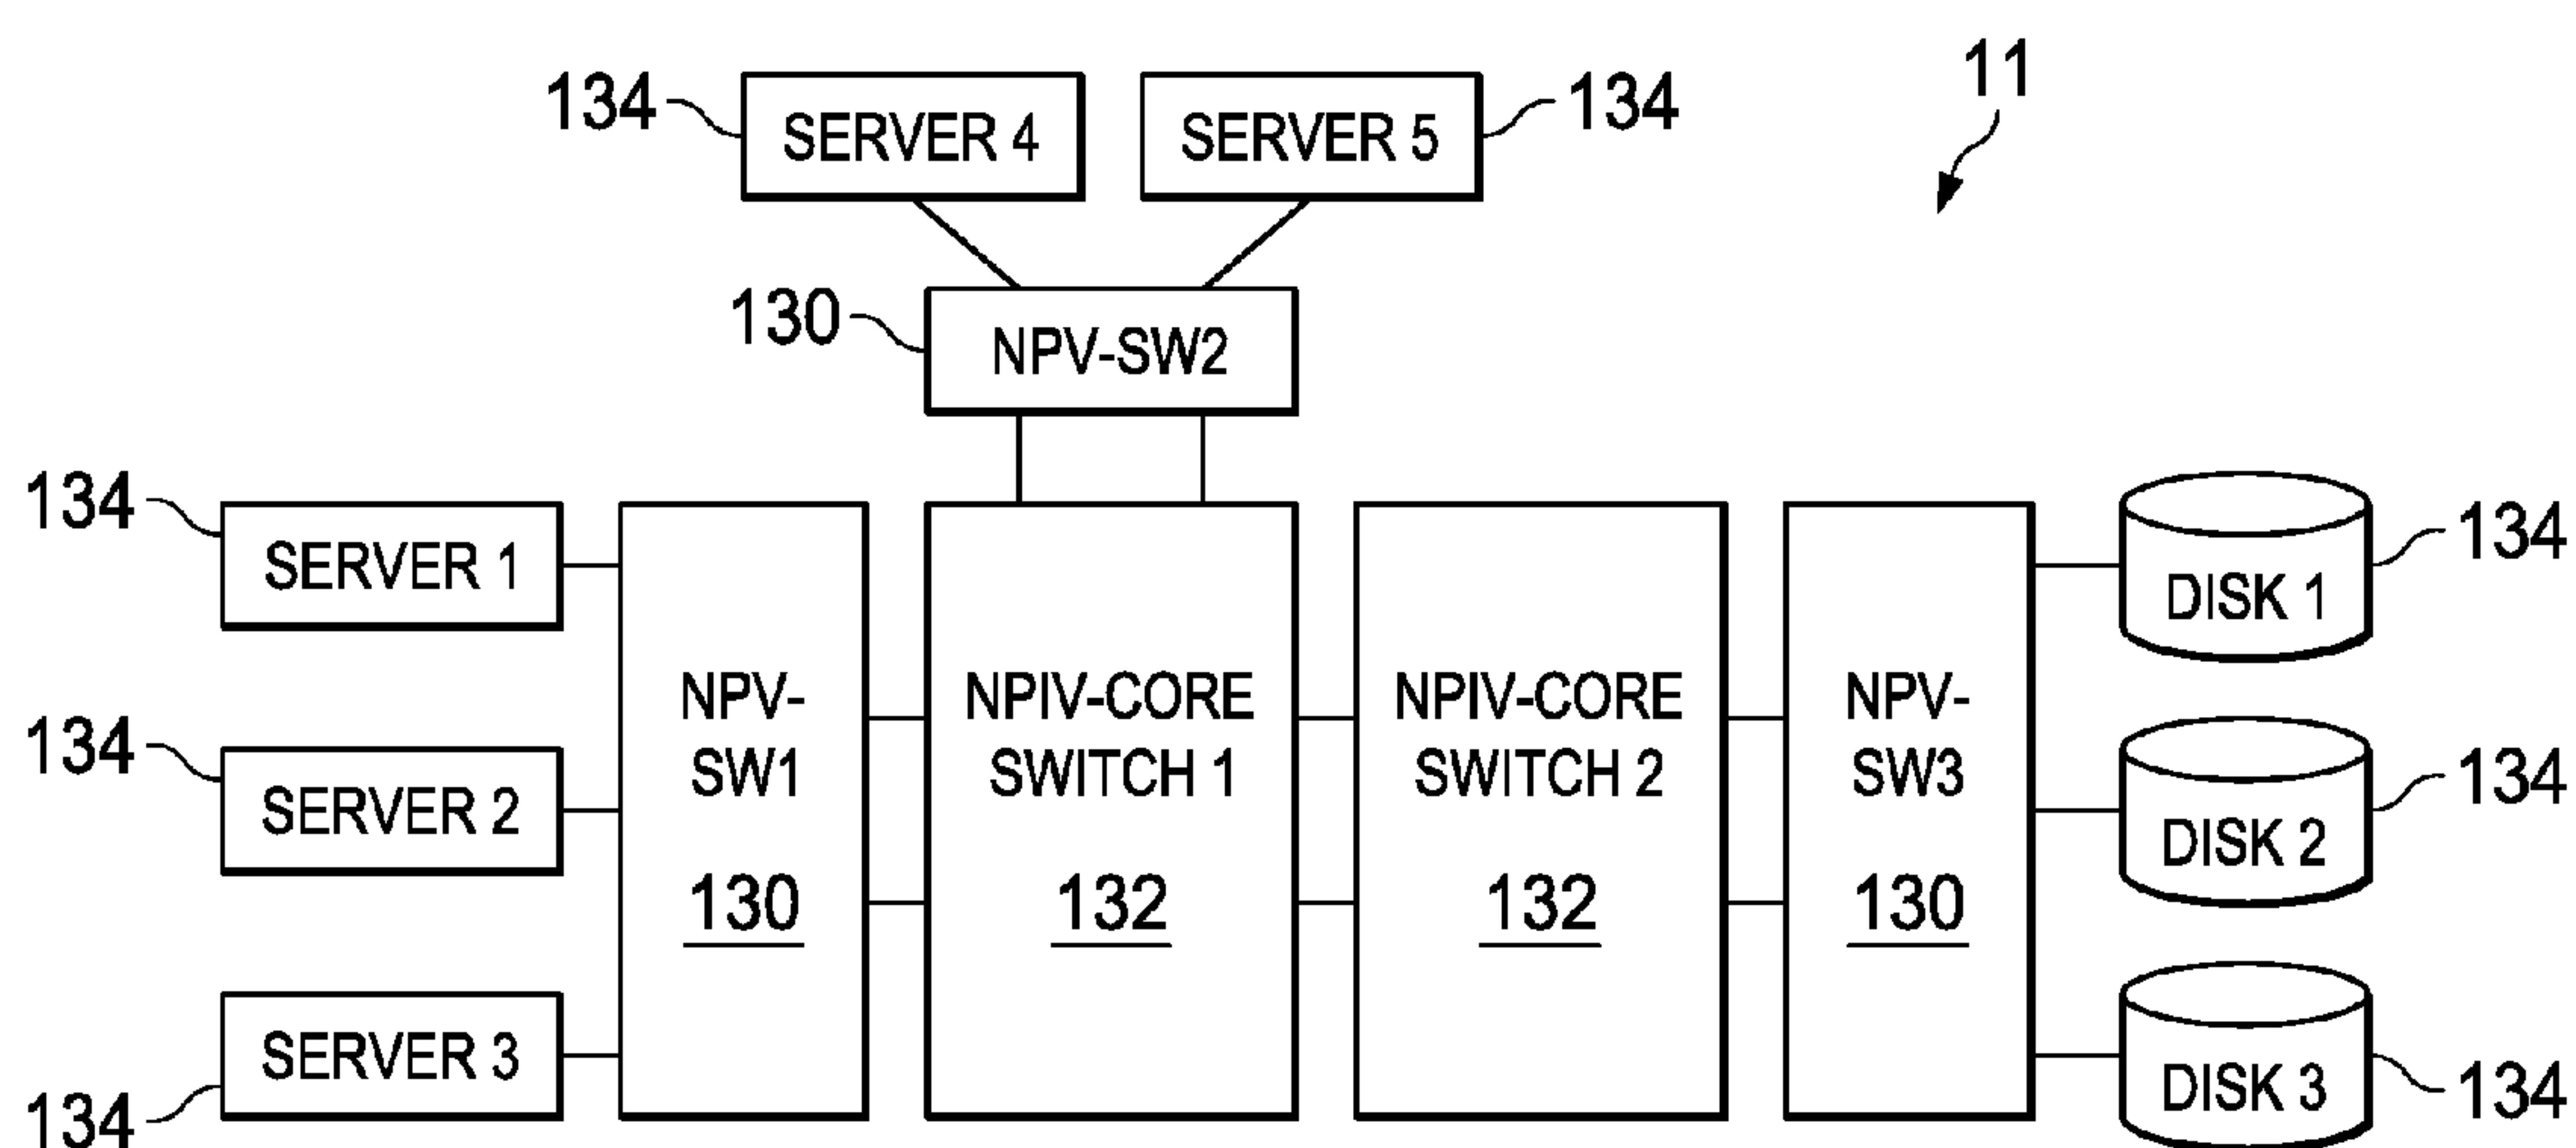 11
134
SERVER 4
SERVER 5
134
130
NPV-SW2
134
SERVER 1
134
SERVER 2
134
SERVER 3
NPV-
SW1
130
NPIV-CORE
SWITCH 1
132
NPIV-CORE
SWITCH 2
132
NPV-
SW3
130
DISK 1
134
DISK 2
134
DISK 3
134